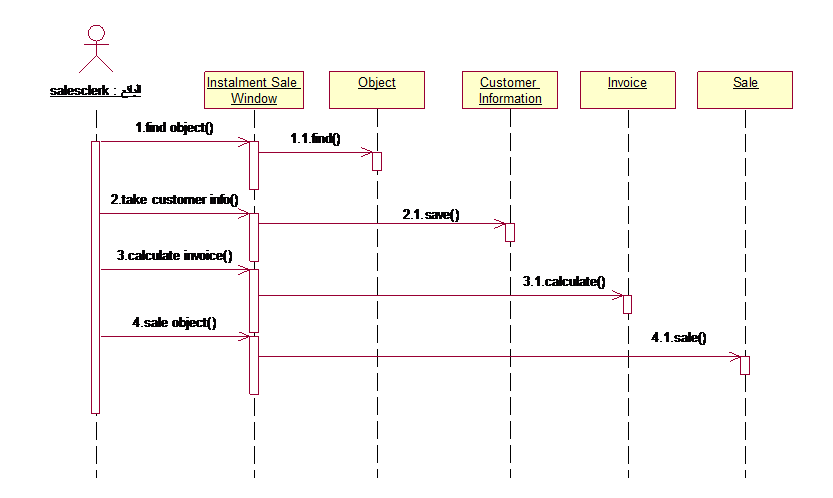 Instalment Sale
Window
Object
Customer
Information
Invoice
Sale
salesclerk : البائع
1.find object()
1.1.find()
2.take customer info()
2.1.save()
3.calculate invoice()
3.1.calculate()
4.sale object()
4.1.sale()